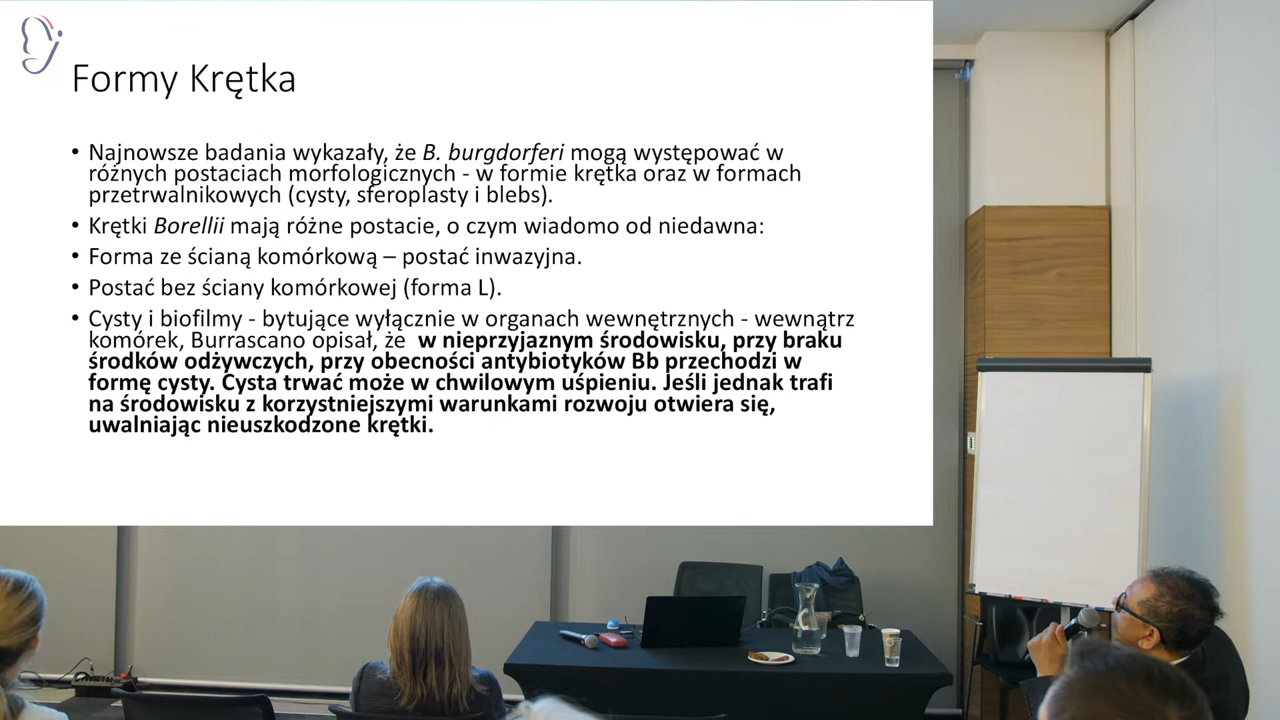 Formy Krętka
• Najnowsze badania wykazały, że B. burgdorferi mogą występować w
różnych postaciach morfologicznych - w formie krętka oraz w formach
przetrwalnikowych (cysty, sferoplasty i blebs).
• Krętki Borellii mają różne postacie, o czym wiadomo od niedawna:
• Forma ze ścianą komórkową – postać inwazyjna.
• Postać bez ściany komórkowej (forma L).
• Cysty i biofilmy - bytujące wyłącznie w organach wewnętrznych - wewnątrz
komórek, Burrascano opisał, że w nieprzyjaznym środowisku, przy braku
środków odżywczych, przy obecności antybiotyków Bb przechodzi w
formę cysty. Cysta trwać może w chwilowym uśpieniu. Jeśli jednak trafi
na środowisku z korzystniejszymi warunkami rozwoju otwiera się,
uwalniając nieuszkodzone krętki.